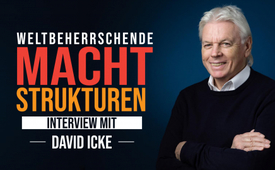 WELTBEHERRSCHENDE
MACHT
STRUKTUREN
INTERVIEW MIT
DAVID ICKE